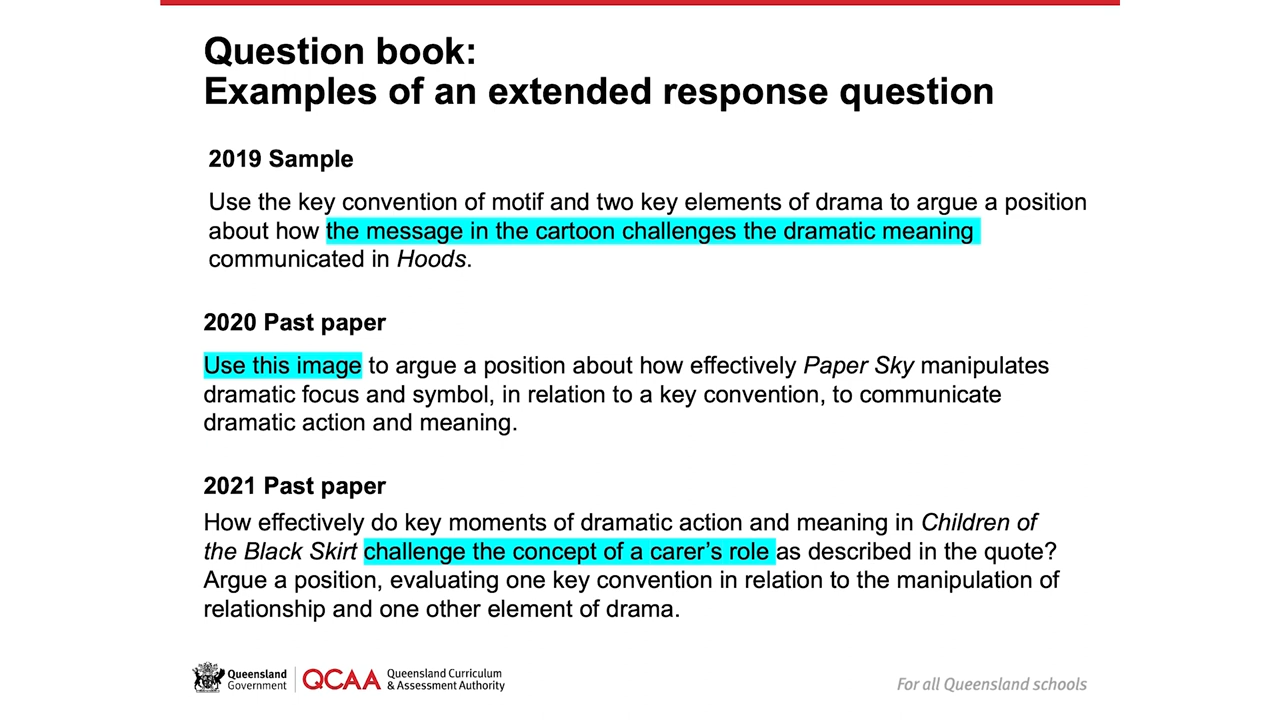 Question book:
Examples of an extended response question
2019 Sample
Use the key convention of motif and two key elements of drama to argue a position
about how the message in the cartoon challenges the dramatic meaning
communicated in Hoods.
2020 Past paper
Use this image to argue a position about how effectively Paper Sky manipulates
dramatic focus and symbol, in relation to a key convention, to communicate
dramatic action and meaning.
2021 Past paper
How effectively do key moments of dramatic action and meaning in Children of
the Black Skirt challenge the concept of a carer’s role as described in the quote?
Argue a position, evaluating one key convention in relation to the manipulation of
relationship and one other element of drama.
Queensland
Government
QCAA
Queensland Curriculum
& Assessment Authority
For all Queensland schools